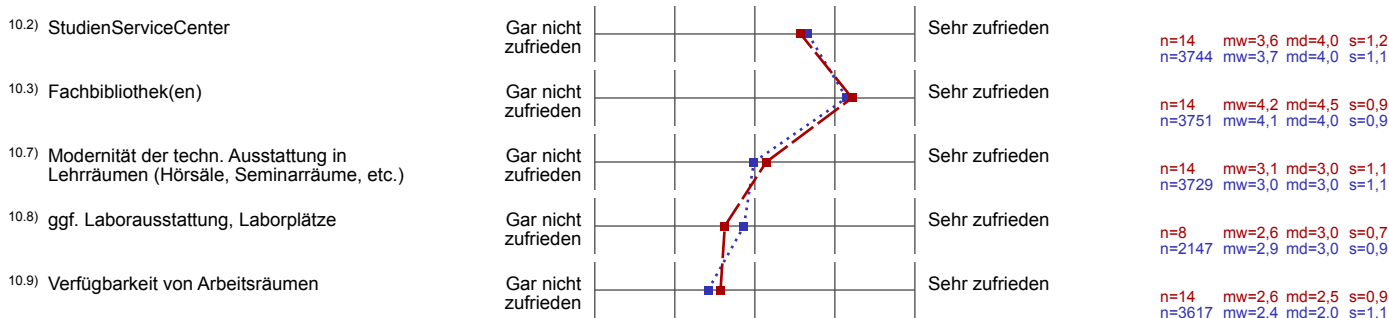 10.2) StudienServiceCenter
Gar nicht
zufrieden
Sehr zufrieden
n=14 mw=3,6 md=4,0 s=1,2
n=3744 mw=3,7 md=4,0 s=1,1
10.3) Fachbibliothek(en)
Gar nicht
zufrieden
Sehr zufrieden
n=14 mw=4,2 md=4,5 s=0,9
n=3751 mw=4,1 md=4,0 s=0,9
10.7) Modernität der techn. Ausstattung in
Lehrräumen (Hörsäle, Seminarräume, etc.)
Gar nicht
zufrieden
Sehr zufrieden
n=14 mw=3,1 md=3,0 s=1,1
n=3729 mw=3,0 md=3,0 s=1,1
10.8) ggf. Laborausstattung, Laborplätze
Gar nicht
zufrieden
Sehr zufrieden
n=8 mw=2,6 md=3,0 s=0,7
n=2147 mw=2,9 md=3,0 s=0,9
10.9) Verfügbarkeit von Arbeitsräumen
Gar nicht
zufrieden
Sehr zufrieden
n=14 mw=2,6 md=2,5 s=0,9
n=3617 mw=2,4 md=2,0 s=1,1